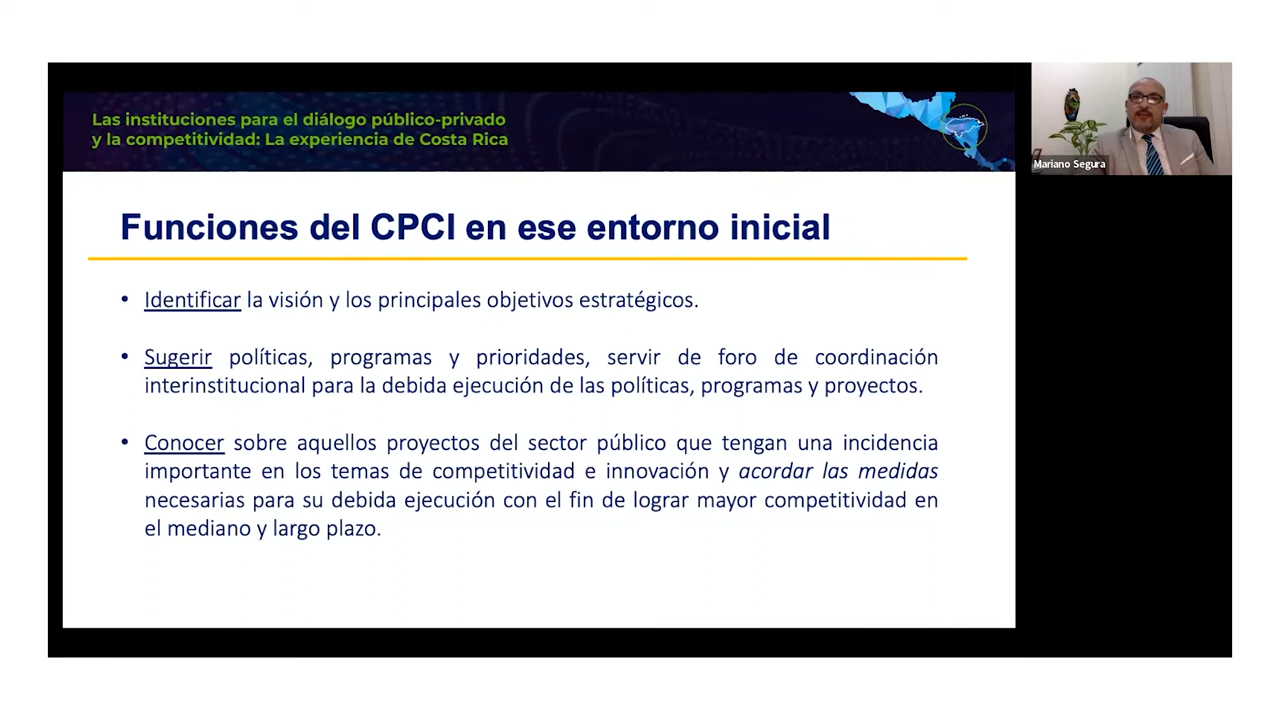 Las instituciones para el diálogo público-privado
y la competitividad: La experiencia de Costa Rica
Mariano Segura
Funciones del CPCI en ese entorno inicial
• Identificar la visión y los principales objetivos estratégicos.
• Sugerir políticas, programas y prioridades, servir de foro de coordinación
interinstitucional para la debida ejecución de las políticas, programas y proyectos.
• Conocer sobre aquellos proyectos del sector público que tengan una incidencia
importante en los temas de competitividad e innovación y acordar las medidas
necesarias para su debida ejecución con el fin de lograr mayor competitividad en
el mediano y largo plazo.